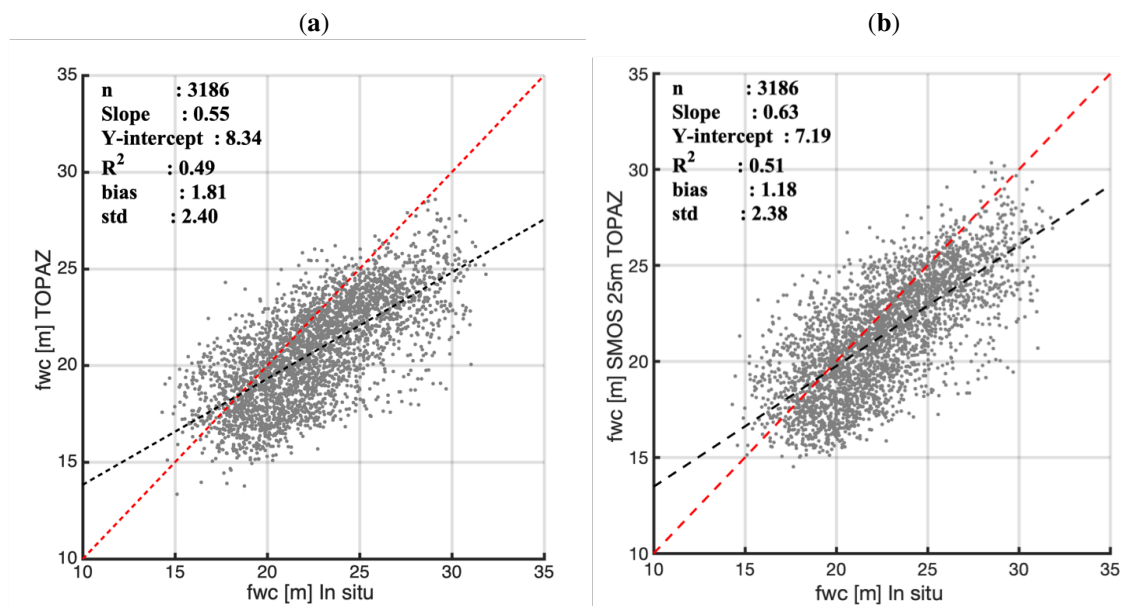 (a)
35
30
25
20
15
10
fwc [m] TOPAZ
n : 3186
Slope : 0.55
Y-intercept : 8.34
R² : 0.49
bias : 1.81
std : 2.40
10 15 20 25 30 35
fwc [m] In situ
(b)
35
30
25
20
15
10
fwc [m] SMOS 25m TOPAZ
n : 3186
Slope : 0.63
Y-intercept : 7.19
R² : 0.51
bias : 1.18
std : 2.38
10 15 20 25 30 35
fwc [m] In situ